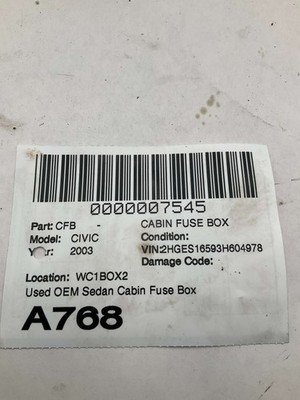 0000007545
Part: CFB - CABIN FUSE BOX
Model: CIVIC Condition:
Y ar: 2003 VIN:2HGES16593H604978
Damage Code:
Location: WC1BOX2
Used OEM Sedan Cabin Fuse Box
A768